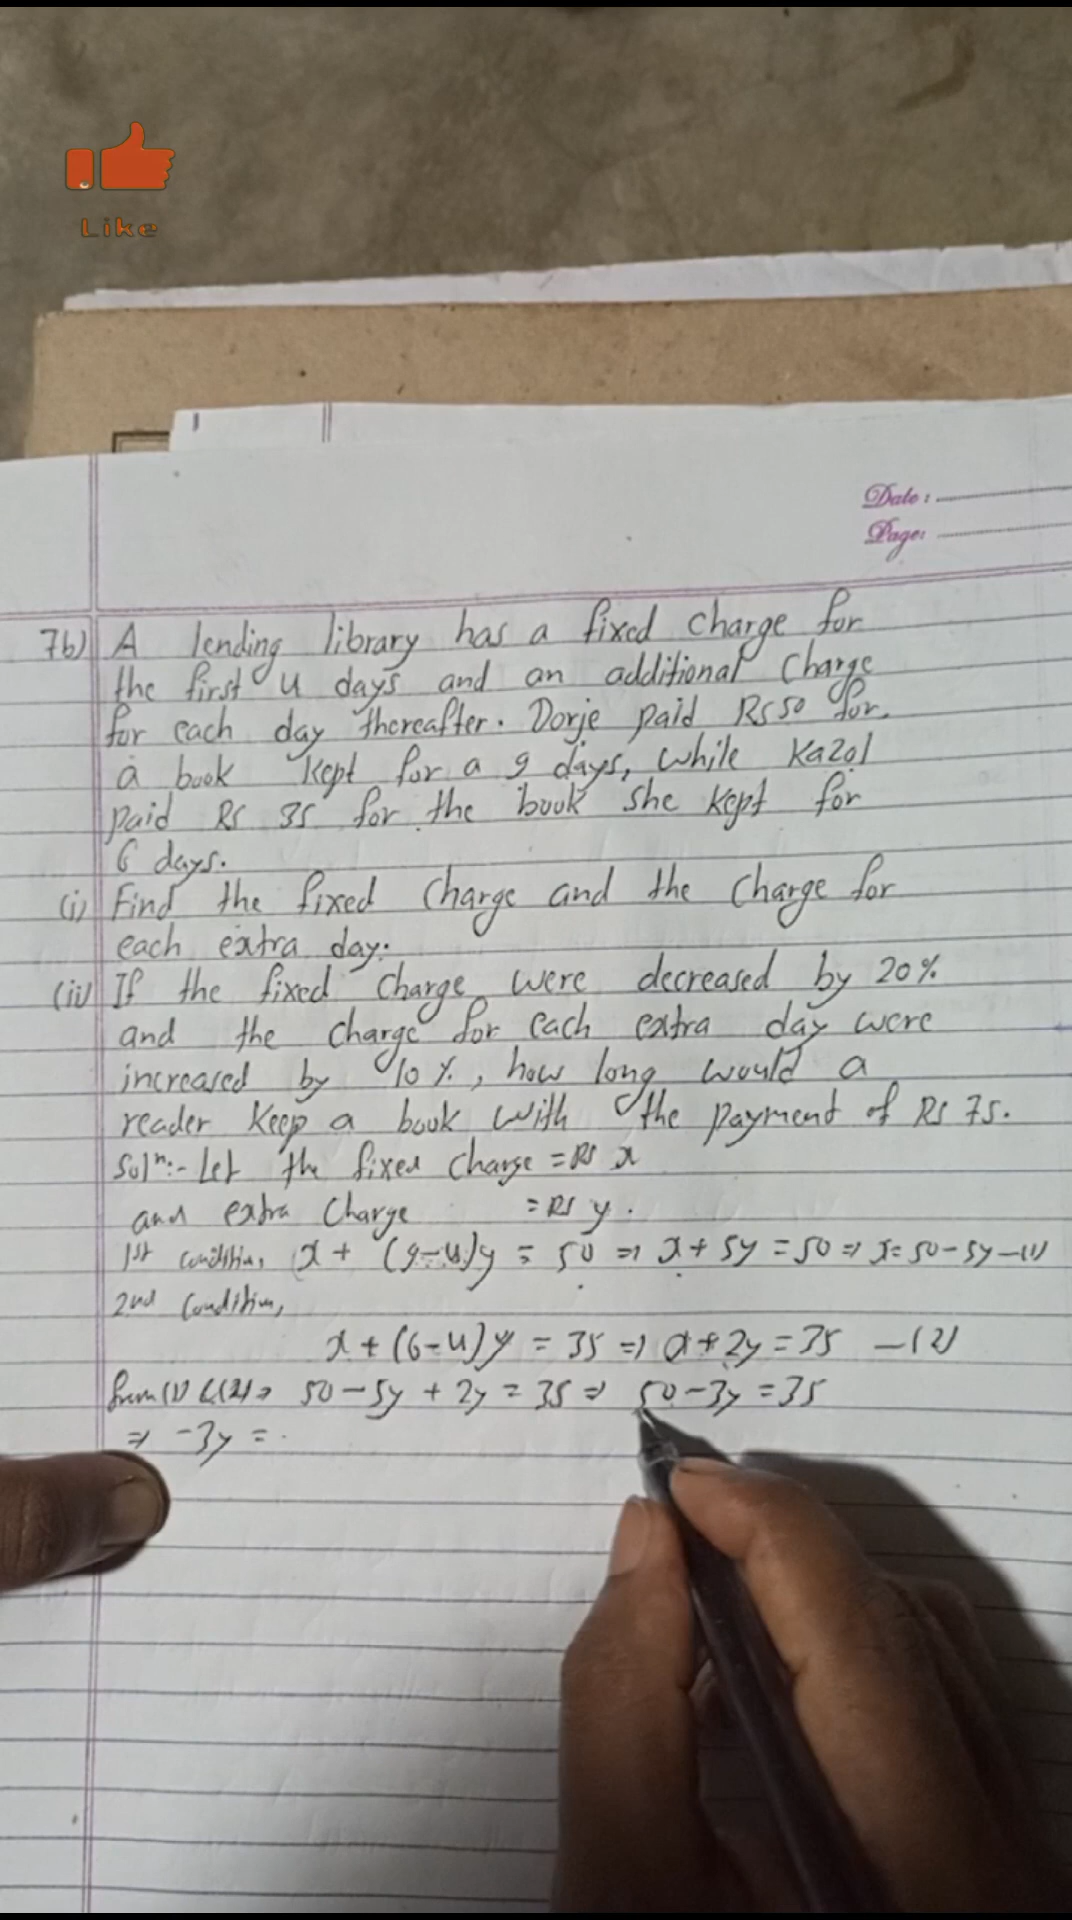 Like
Date:
Page:
7b) A lending library has a fixed charge for
the first 4 days and an additional charge
for each day thereafter. Dorje paid Rs 50 for
a book kept for a 9 days, while Kazol
paid Rs 35 for the book she kept for
6 days.
(i) Find the fixed charge and the charge for
each extra day.
(ii) If the fixed charge were decreased by 20%
and the charge for each extra day were
increased by 10%, how long would a
reader keep a book with the payment of Rs 75.
Solⁿ:- Let the fixed charge = Rs x
and extra charge = Rs y.
1st condition, x + (9-4)y = 50 ⇒ x + 5y = 50 ⇒ x = 50 - 5y -(1)
2nd condition,
x + (6-4)y = 35 ⇒ x + 2y = 35 -(2)
from (1) & (2) ⇒ 50 - 5y + 2y = 35 ⇒ 50 - 3y = 35
⇒ -3y =